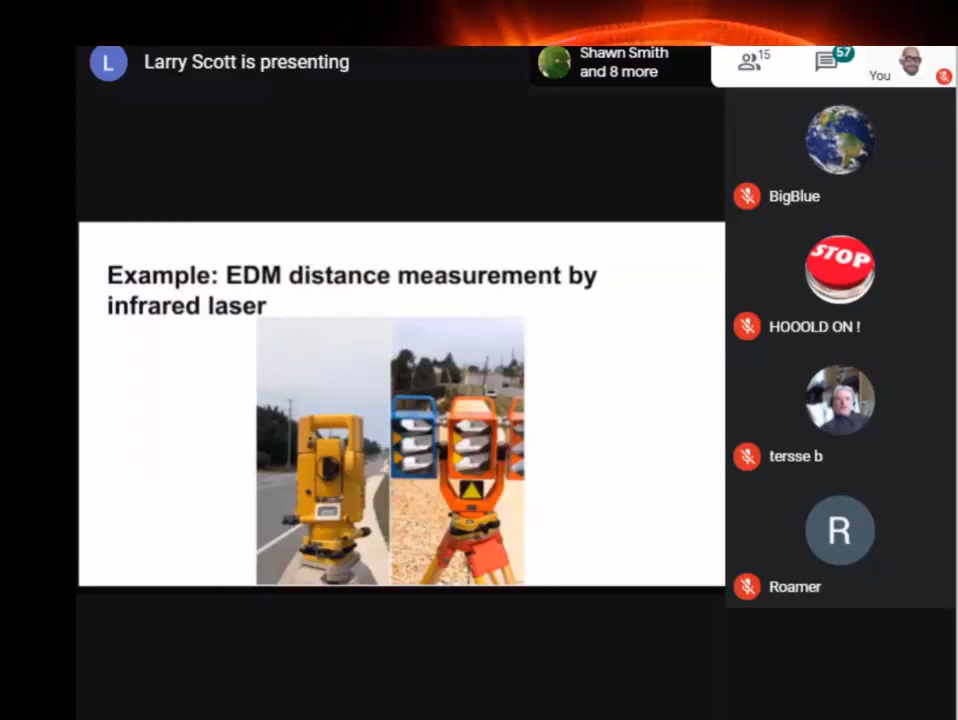 L
Larry Scott is presenting
Shawn Smith
and 8 more
15
57
You
BigBlue
STOP
HOOOLD ON !
tersse b
R
Roamer
Example: EDM distance measurement by
infrared laser